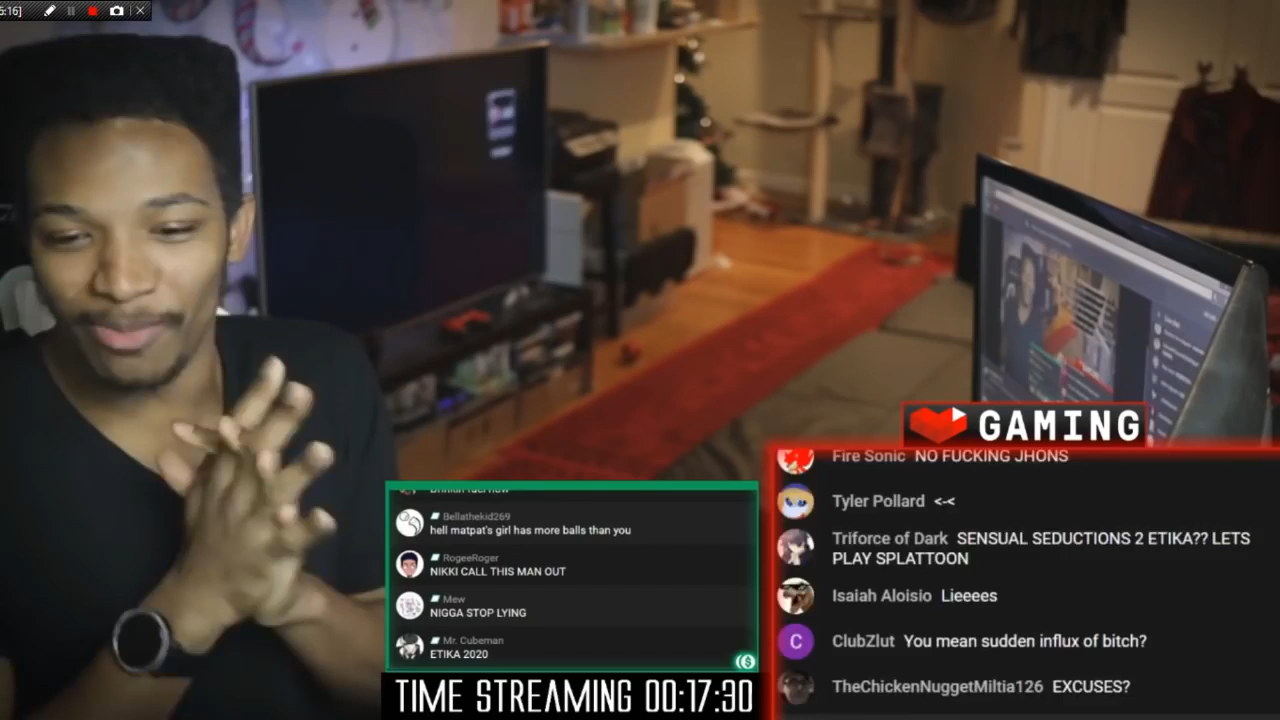 5:16]
GAMING
Fire Sonic NO FUCKING JHONS
Tyler Pollard <-<
Triforce of Dark SENSUAL SEDUCTIONS 2 ETIKA?? LETS
PLAY SPLATTOON
Isaiah Aloisio Lieeees
ClubZlut You mean sudden influx of bitch?
C
TheChickenNuggetMiltia126 EXCUSES?
Bellathekid269
hell matpat's girl has more balls than you
RogeeRoger
NIKKI CALL THIS MAN OUT
Mew
NIGGA STOP LYING
Mr. Cubeman
ETIKA 2020
TIME STREAMING 00:17:30